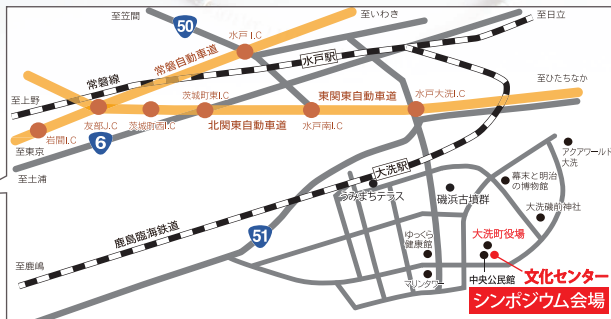 至笠間
至いわき
至日立
50
水戸I.C
水戸駅
常磐自動車道
常磐線
至上野
茨城町東I.C
東関東自動車道
水戸大洗I.C
至ひたちなか
友部J.C
茨城町西I.C
北関東自動車道
水戸南I.C
岩間I.C
6
至東京
至土浦
大洗駅
アクアワールド
大洗
うみまちテラス
磯浜古墳群
幕末と明治
の博物館
大洗磯前神社
鹿島臨海鉄道
51
至鹿嶋
ゆっくら
健康館
マリンタワー
大洗町役場
中央公民館
文化センター
シンポジウム会場